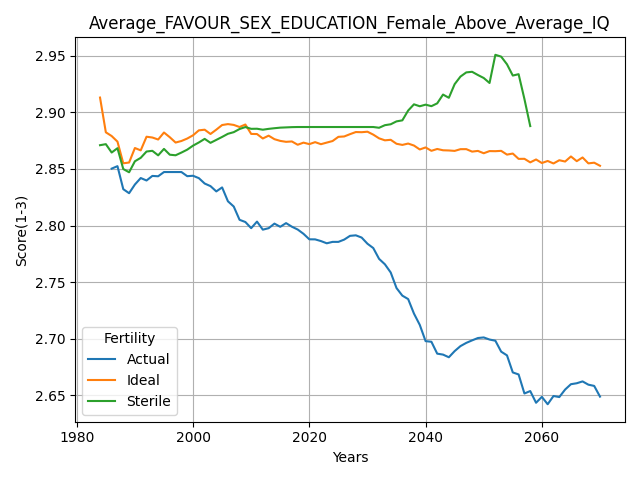 Average_FAVOUR_SEX_EDUCATION_Female_Above_Average_IQ
Score(1-3)
2.95
2.90
2.85
2.80
2.75
2.70
2.65
Fertility
Actual
Ideal
Sterile
1980
2000
2020
2040
2060
Years